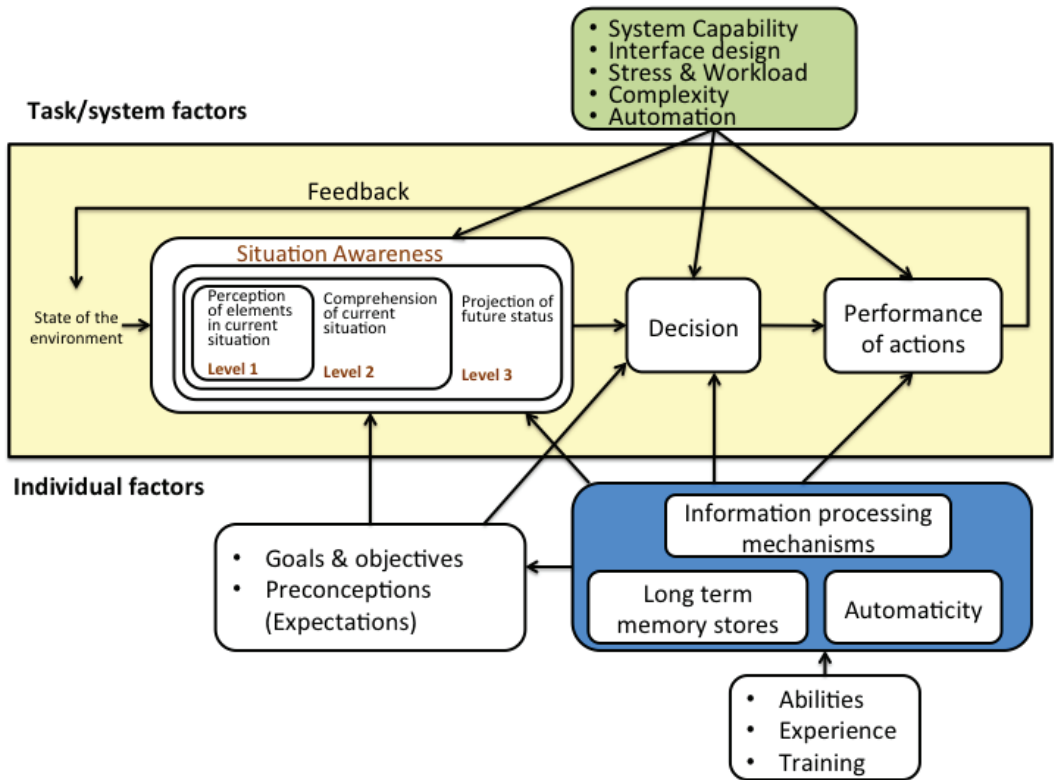 • System Capability
• Interface design
• Stress & Workload
• Complexity
• Automation
Task/system factors
Feedback
Situation Awareness
State of the
environment
Perception
of elements
in current
situation
Level 1
Comprehension
of current
situation
Level 2
Projection of
future status
Level 3
Decision
Performance
of actions
Individual factors
• Goals & objectives
• Preconceptions
(Expectations)
Information processing
mechanisms
Long term
memory stores
Automaticity
• Abilities
• Experience
• Training